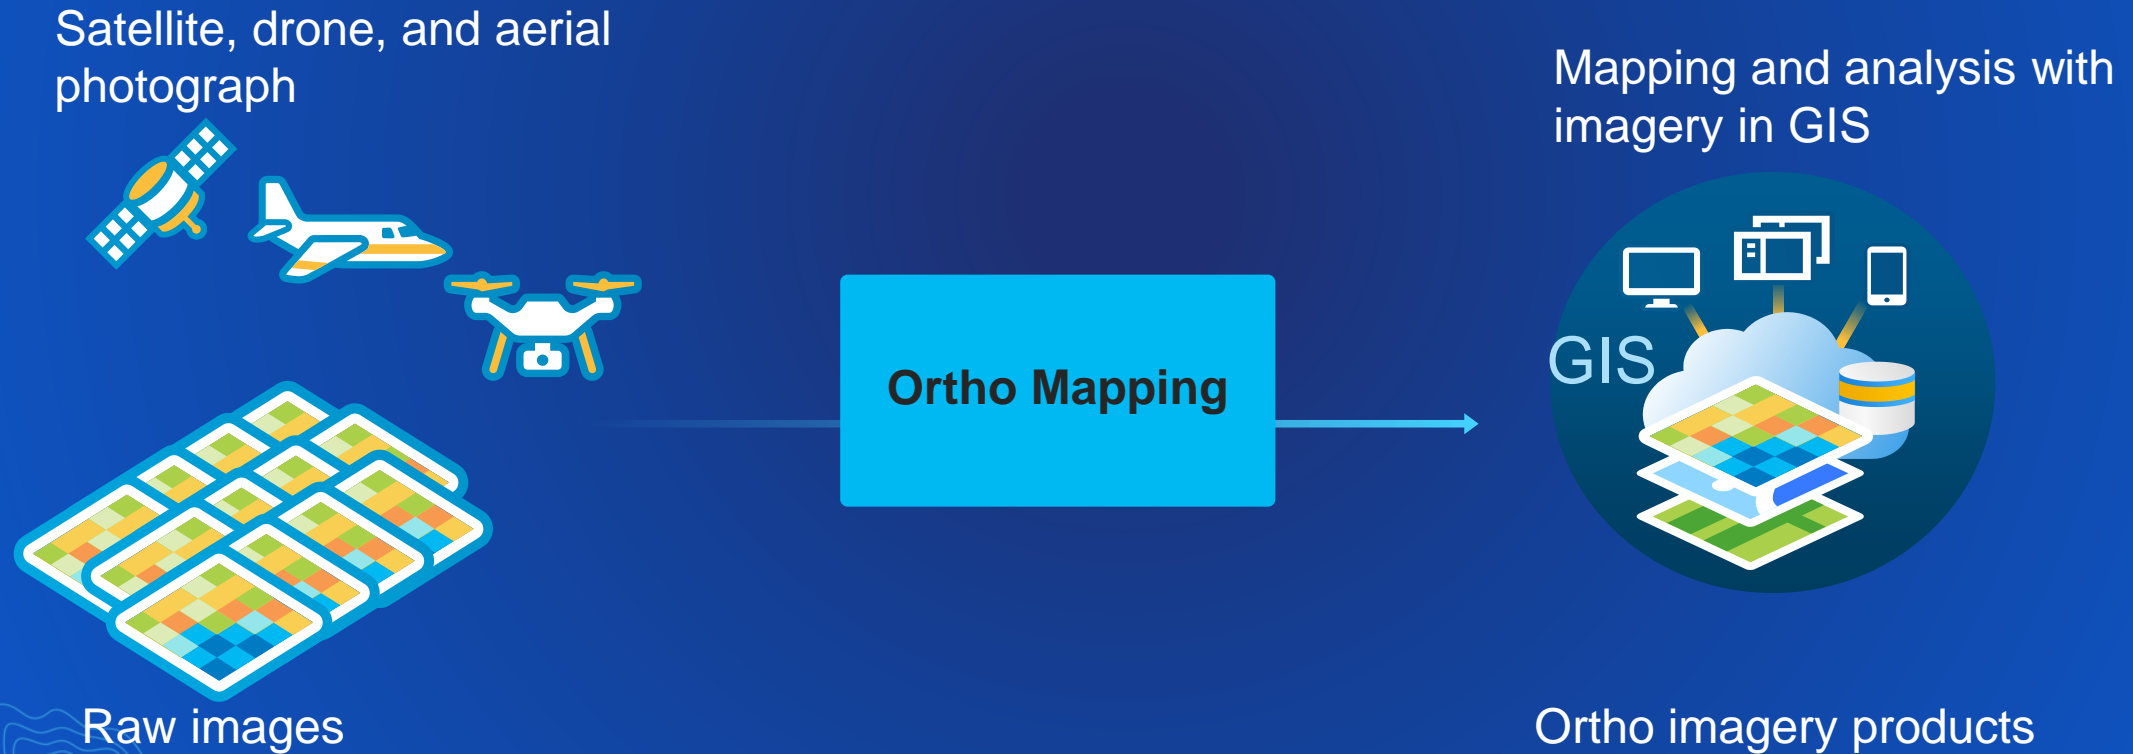 Satellite, drone, and aerial
photograph
Mapping and analysis with
imagery in GIS
GIS
Ortho Mapping
Raw images
Ortho imagery products